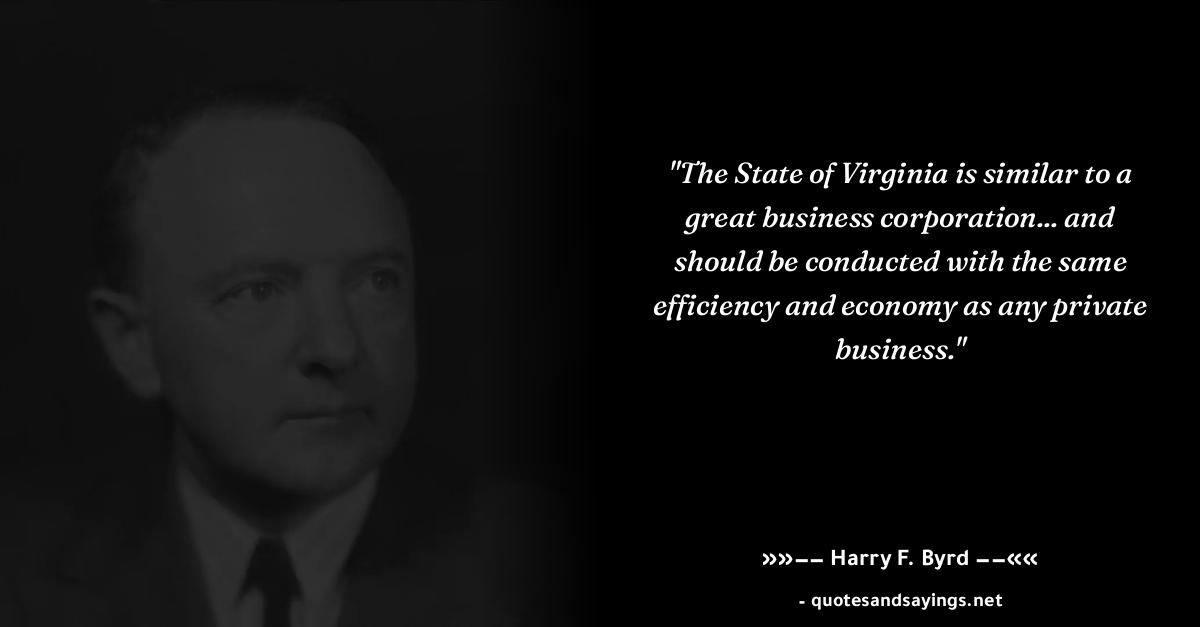 "The State of Virginia is similar to a
great business corporation... and
should be conducted with the same
efficiency and economy as any private
business."
»»−− Harry F. Byrd −−««
- quotesandsayings.net